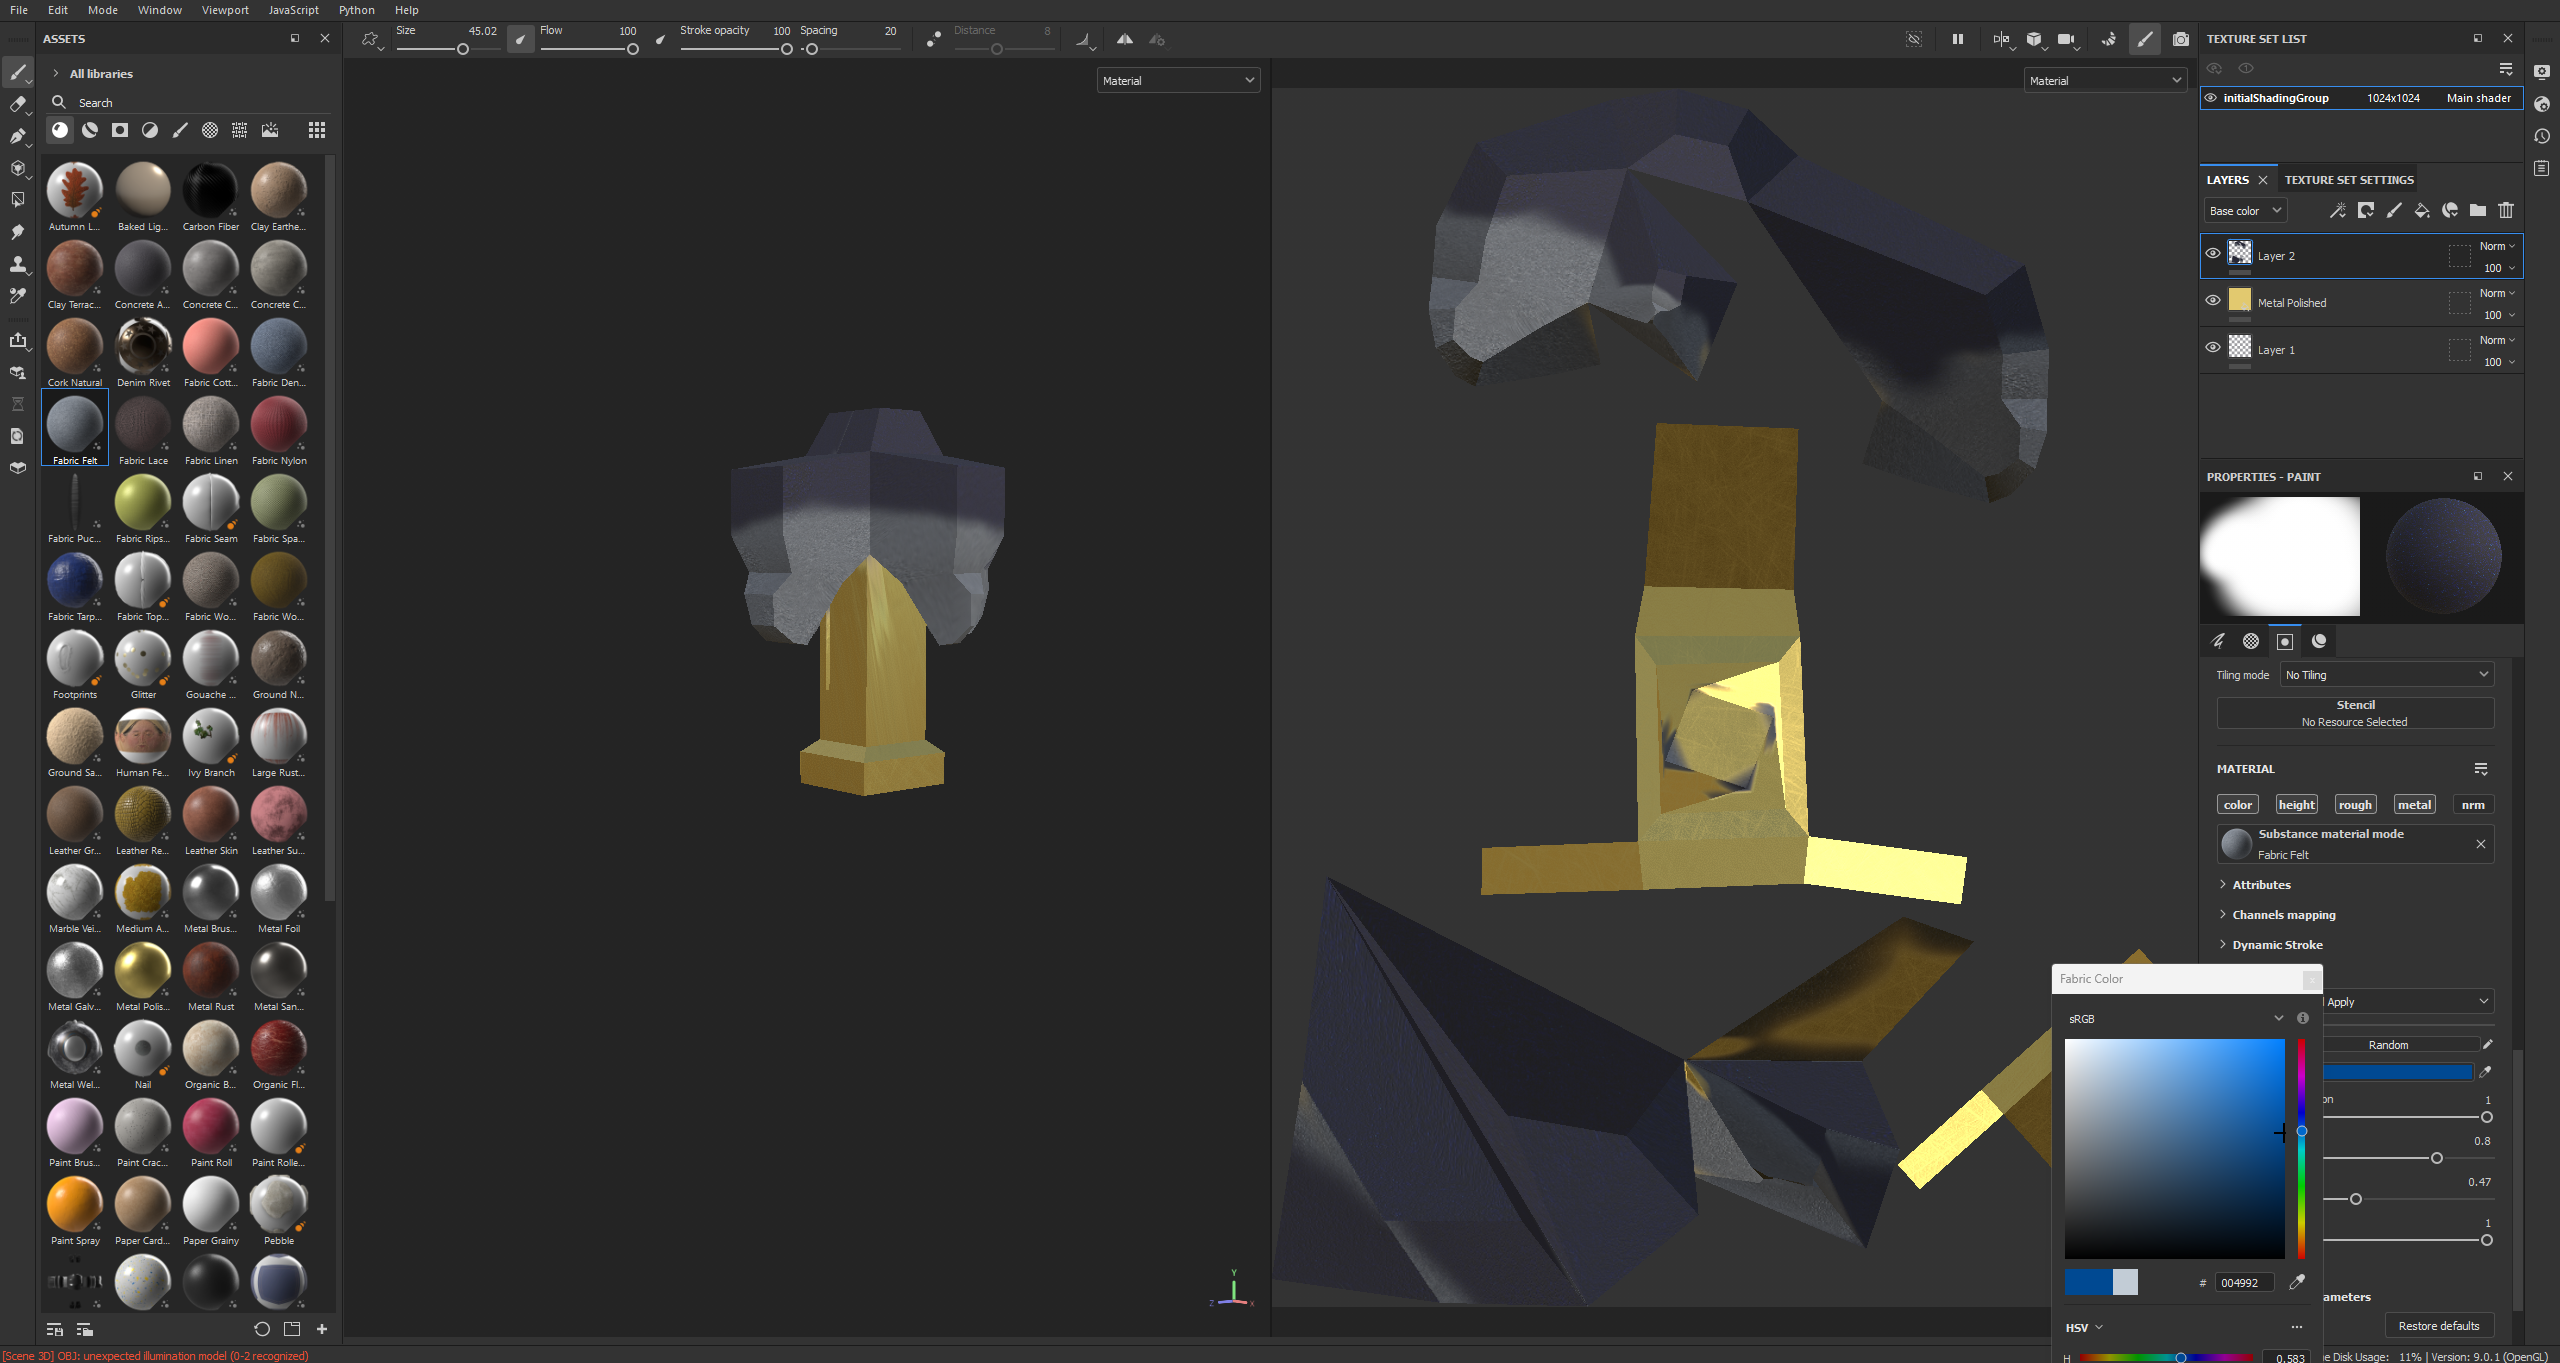 File Edit Mode Window Viewport JavaScript Python Help
ASSETS
All libraries
Search
Autumn L... Baked Lig... Carbon Fiber Clay Earthe...
Clay Terrac... Concrete A... Concrete C... Concrete C...
Cork Natural Denim Rivet Fabric Cott... Fabric Den...
Fabric Felt Fabric Lace Fabric Linen Fabric Nylon
Fabric Puc... Fabric Rips... Fabric Seam Fabric Spa...
Fabric Tarp... Fabric Top... Fabric Wo... Fabric Wo...
Footprints Glitter Gouache ... Ground N...
Ground Sa... Human Fe... Ivy Branch Large Rust...
Leather Gr... Leather Re... Leather Skin Leather Su...
Marble Vei... Medium A... Metal Brus... Metal Foil
Metal Galv... Metal Polis... Metal Rust Metal San...
Metal Wel... Nail Organic B... Organic Fl...
Paint Brus... Paint Crac... Paint Roll Paint Rolle...
Paint Spray Paper Card... Paper Grainy Pebble
[Scene 3D] OBJ: unexpected illumination model (0-2 recognized)
Size 45.02 Flow 100 Stroke opacity 100 Spacing 20 Distance 8
Material
Material
Y
Z X
TEXTURE SET LIST
initialShadingGroup 1024x1024 Main shader
LAYERS TEXTURE SET SETTINGS
Base color
Layer 2 Norm 100
Metal Polished Norm 100
Layer 1 Norm 100
PROPERTIES - PAINT
Tiling mode No Tiling
Stencil
No Resource Selected
MATERIAL
color height rough metal nrm
Substance material mode
Fabric Felt
Attributes
Channels mapping
Dynamic Stroke
Fabric Color
sRGB
# 004992
HSV
H 0.583
Apply
Random
on 1
0.8
0.47
1
ameters
Restore defaults
e Disk Usage: 11% | Version: 9.0.1 (OpenGL)